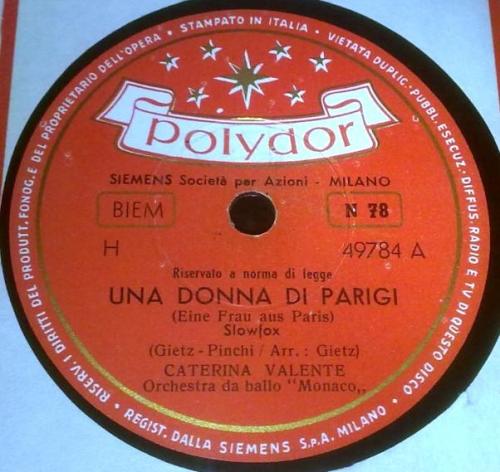 RISERV. I DIRITTI DEL PRODUTT. FONOG. E DEL PROPRIETARIO DELL'OPERA • STAMPATO IN ITALIA • VIETATA DUPLIC. PUBBL. ESECUZ. DIFFUS. RADIO E TV DI QUESTO DISCO
Polydor
SIEMENS Società per Azioni - MILANO
BIEM
N 78
H
49784 A
Riservato a norma di legge
UNA DONNA DI PARIGI
(Eine Frau aus Paris)
Slowfox
(Gietz - Pinchi / Arr. : Gietz)
CATERINA VALENTE
Orchestra da ballo "Monaco„
• REGIST. DALLA SIEMENS S.P.A. MILANO •